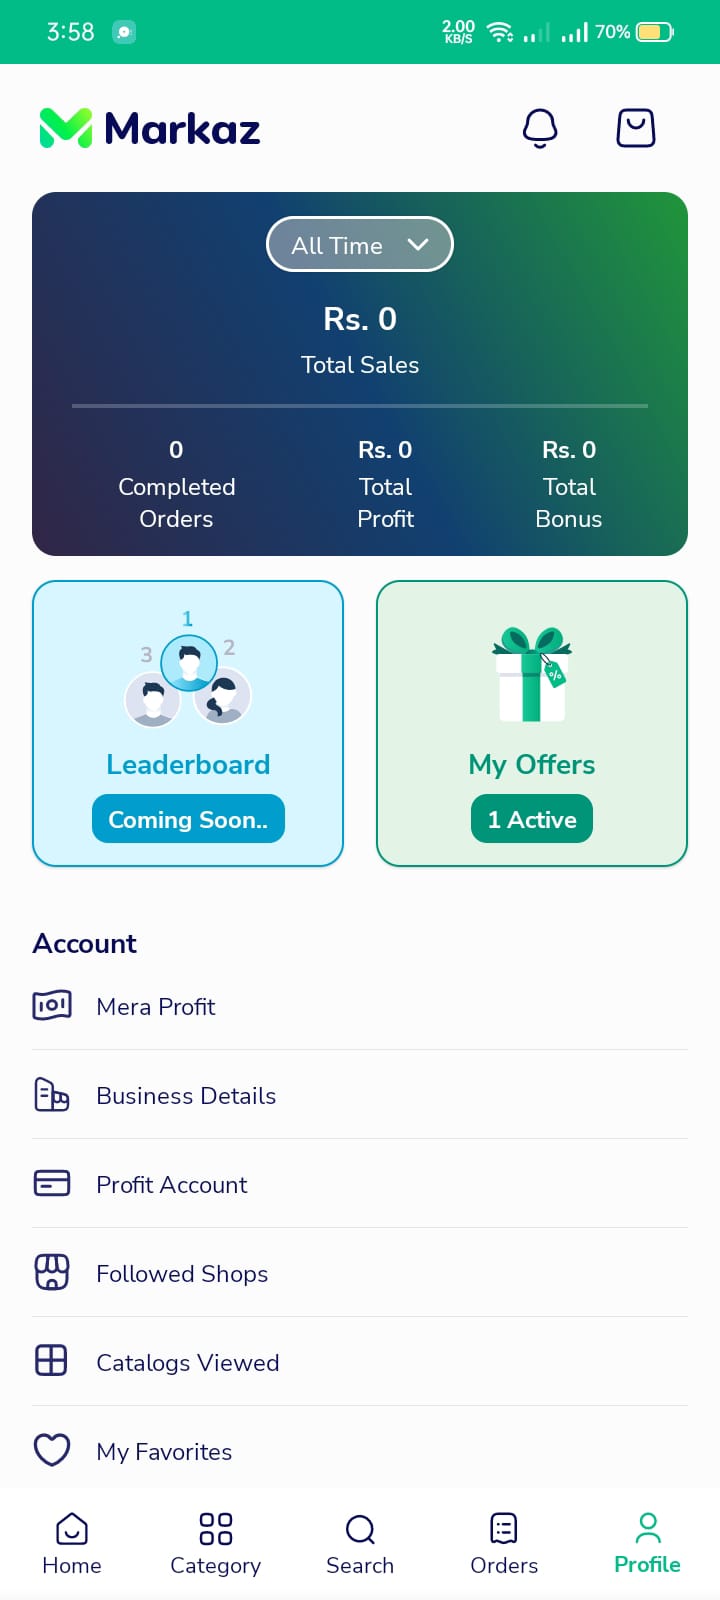 3:58
2.00
KB/S
70%
Markaz
All Time
Rs. 0
Total Sales
0 Rs. 0 Rs. 0
Completed Total Total
Orders Profit Bonus
1
3 2
%
Leaderboard My Offers
Coming Soon.. 1 Active
Account
Mera Profit
Business Details
Profit Account
Followed Shops
Catalogs Viewed
My Favorites
Home Category Search Orders Profile